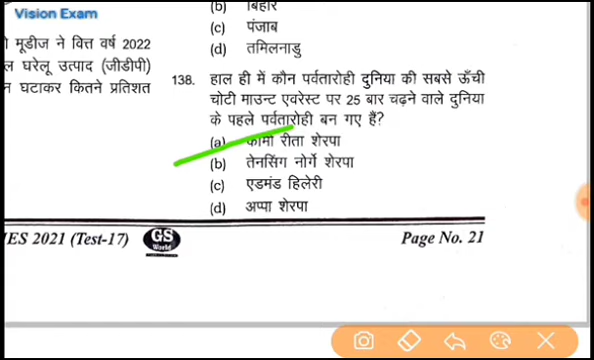 Vision Exam
(b) बिहार
(c) पंजाब
(d) तमिलनाडु
मूडीज ने वित्त वर्ष 2022
ल घरेलू उत्पाद (जीडीपी)
न घटाकर कितने प्रतिशत
138. हाल ही में कौन पर्वतारोही दुनिया की सबसे ऊँची
चोटी माउन्ट एवरेस्ट पर 25 बार चढ़ने वाले दुनिया
के पहले पर्वतारोही बन गए हैं?
(a) कामी रीता शेरपा
(b) तेनसिंग नोर्गे शेरपा
(c) एडमंड हिलेरी
(d) अप्पा शेरपा
IES 2021 (Test-17)
GS
World
Page No. 21